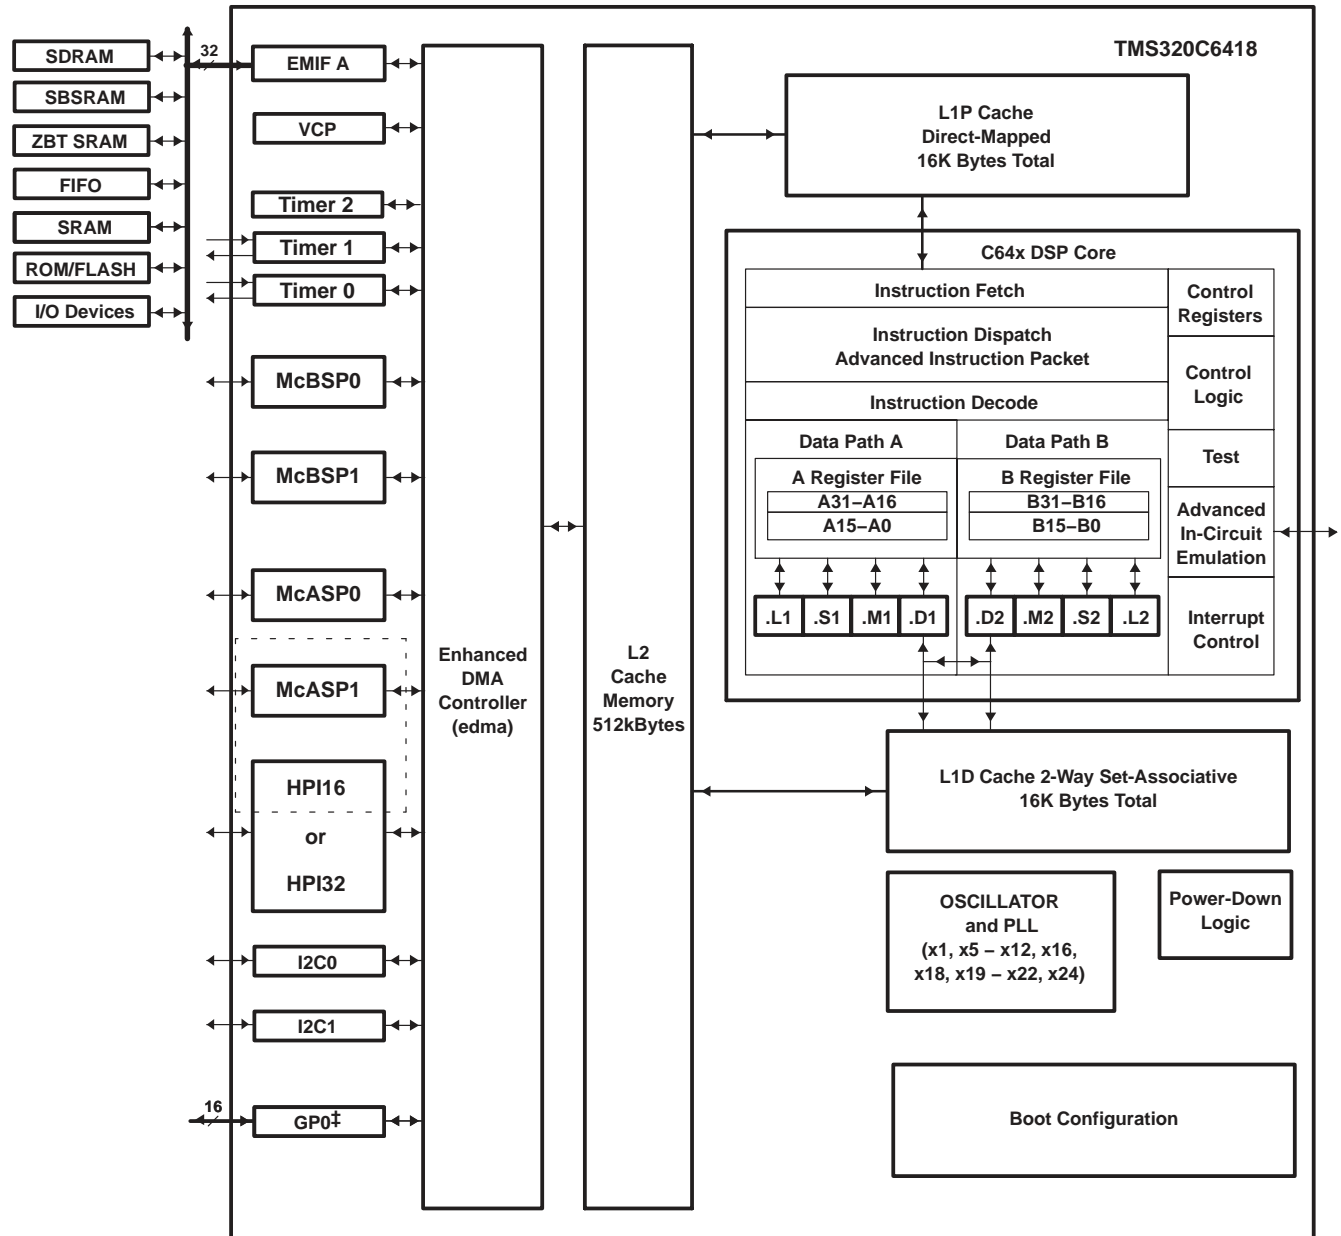 TMS320C6418
SDRAM
SBSRAM
ZBT SRAM
FIFO
SRAM
ROM/FLASH
I/O Devices
32
EMIF A
VCP
Timer 2
Timer 1
Timer 0
McBSP0
McBSP1
McASP0
McASP1
HPI16
or
HPI32
I2C0
I2C1
16
GP0‡
Enhanced
DMA
Controller
(edma)
L2
Cache
Memory
512kBytes
L1P Cache
Direct-Mapped
16K Bytes Total
C64x DSP Core
Instruction Fetch
Instruction Dispatch
Advanced Instruction Packet
Instruction Decode
Data Path A
A Register File
A31–A16
A15–A0
.L1 .S1 .M1 .D1
Data Path B
B Register File
B31–B16
B15–B0
.D2 .M2 .S2 .L2
Control
Registers
Control
Logic
Test
Advanced
In-Circuit
Emulation
Interrupt
Control
L1D Cache 2-Way Set-Associative
16K Bytes Total
OSCILLATOR
and PLL
(x1, x5 – x12, x16,
x18, x19 – x22, x24)
Power-Down
Logic
Boot Configuration